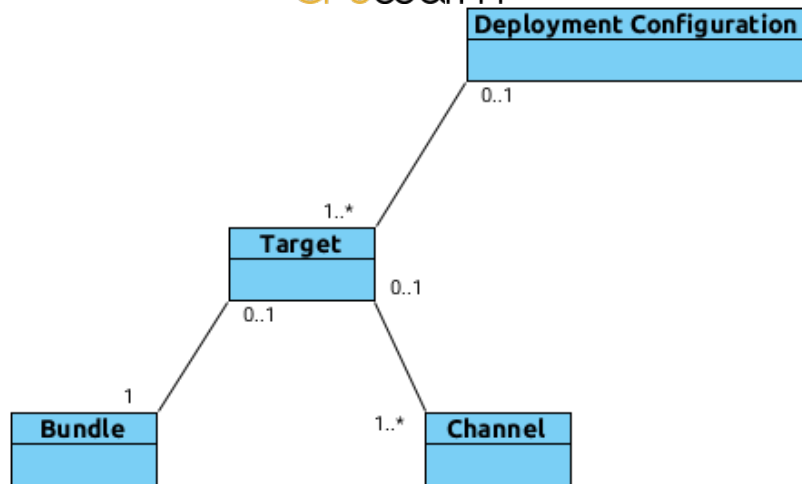 Deployment Configuration
0..1
1..*
Target
0..1
0..1
1
1..*
Bundle
Channel